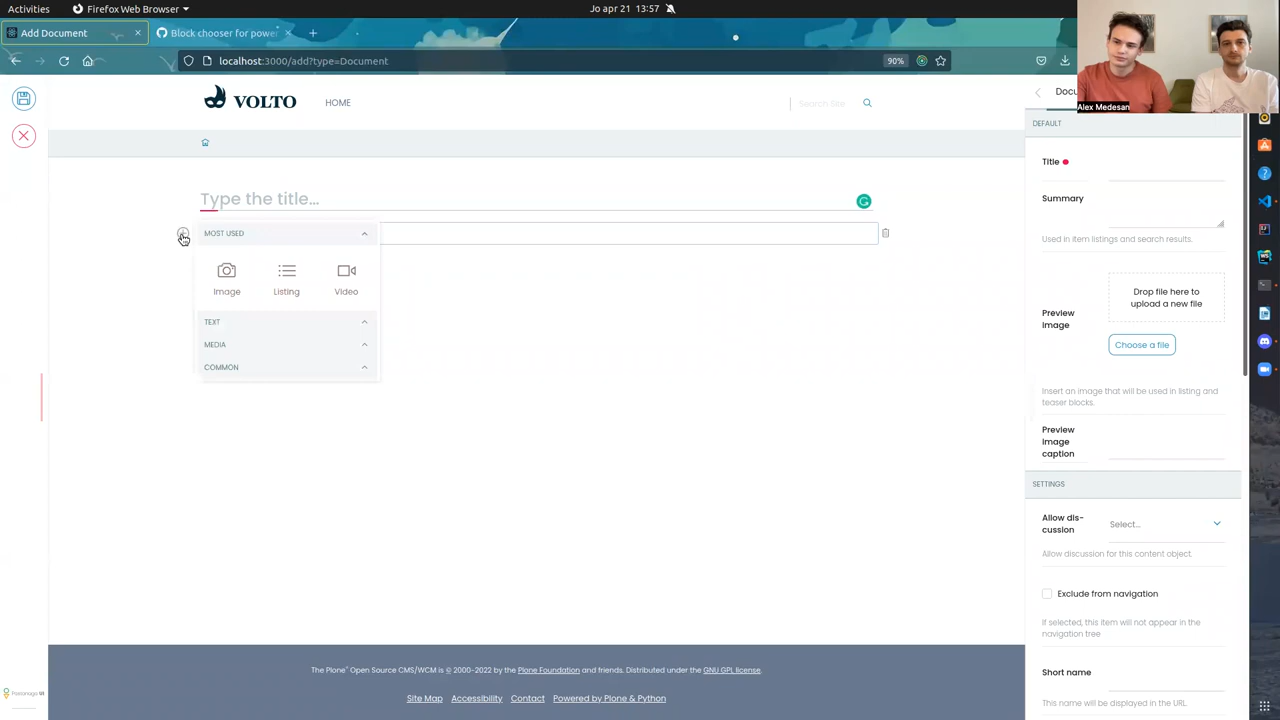 Activities
Firefox Web Browser
Jo apr 21 13:57
Add Document
Block chooser for power
localhost:3000/add?type=Document
90%
Alex Medesan
VOLTO
HOME
Search Site
Docu
DEFAULT
Title
Type the title...
Summary
Used in item listings and search results.
MOST USED
Image
Listing
Video
TEXT
MEDIA
COMMON
Drop file here to
upload a new file
Preview
Image
Choose a file
Insert an image that will be used in listing and
teaser blocks.
Preview
image
caption
SETTINGS
Allow dis-
cussion
Select...
Allow discussion for this content object.
Exclude from navigation
If selected, this item will not appear in the
navigation tree
Short name
This name will be displayed in the URL.
The Plone® Open Source CMS/WCM is © 2000-2022 by the Plone Foundation and friends. Distributed under the GNU GPL license.
Site Map
Accessibility
Contact
Powered by Plone & Python